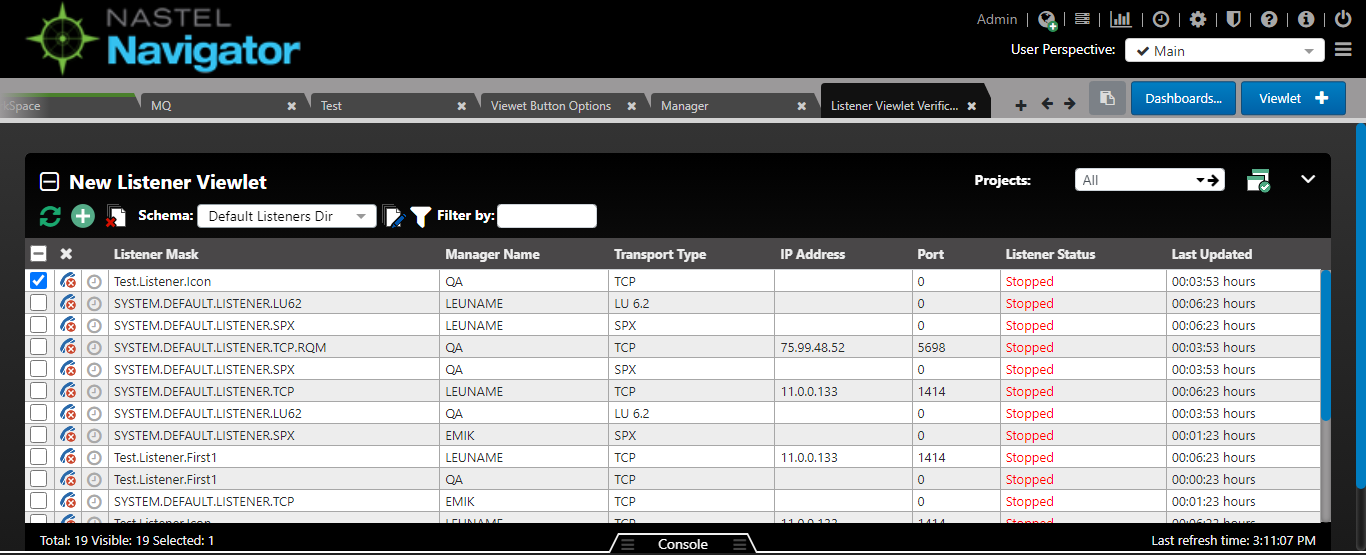 NASTEL
Navigator
Admin
User Perspective: Main
kSpace MQ Test Viewet Button Options Manager Listener Viewlet Verific... Dashboards... Viewlet
New Listener Viewlet Projects: All
Schema: Default Listeners Dir Filter by:
Listener Mask Manager Name Transport Type IP Address Port Listener Status Last Updated
Test.Listener.Icon QA TCP 0 Stopped 00:03:53 hours
SYSTEM.DEFAULT.LISTENER.LU62 LEUNAME LU 6.2 0 Stopped 00:06:23 hours
SYSTEM.DEFAULT.LISTENER.SPX LEUNAME SPX 0 Stopped 00:06:23 hours
SYSTEM.DEFAULT.LISTENER.TCP.RQM QA TCP 75.99.48.52 5698 Stopped 00:03:53 hours
SYSTEM.DEFAULT.LISTENER.SPX QA SPX 0 Stopped 00:03:53 hours
SYSTEM.DEFAULT.LISTENER.TCP LEUNAME TCP 11.0.0.133 1414 Stopped 00:06:23 hours
SYSTEM.DEFAULT.LISTENER.LU62 QA LU 6.2 0 Stopped 00:03:53 hours
SYSTEM.DEFAULT.LISTENER.SPX EMIK SPX 0 Stopped 00:01:23 hours
Test.Listener.First1 LEUNAME TCP 11.0.0.133 1414 Stopped 00:06:23 hours
Test.Listener.First1 QA TCP 0 Stopped 00:00:23 hours
SYSTEM.DEFAULT.LISTENER.TCP EMIK TCP 0 Stopped 00:01:23 hours
Test.Listener.Icon LEUNAME TCP 11.0.0.133 1414 Stopped 00:06:23 hours
Total: 19 Visible: 19 Selected: 1 Console Last refresh time: 3:11:07 PM